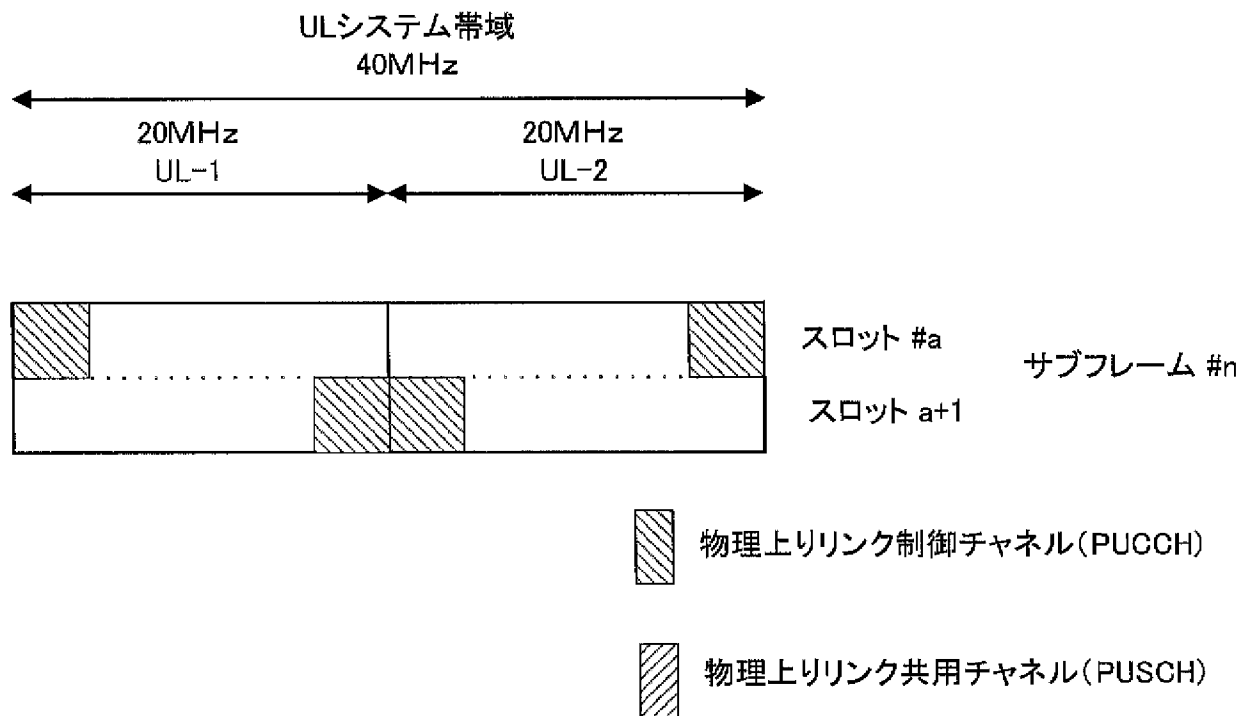 ULシステム帯域
40MHz
20MHz 20MHz
UL-1 UL-2
スロット #a
サブフレーム #n
スロット a+1
物理上りリンク制御チャネル(PUCCH)
物理上りリンク共用チャネル(PUSCH)